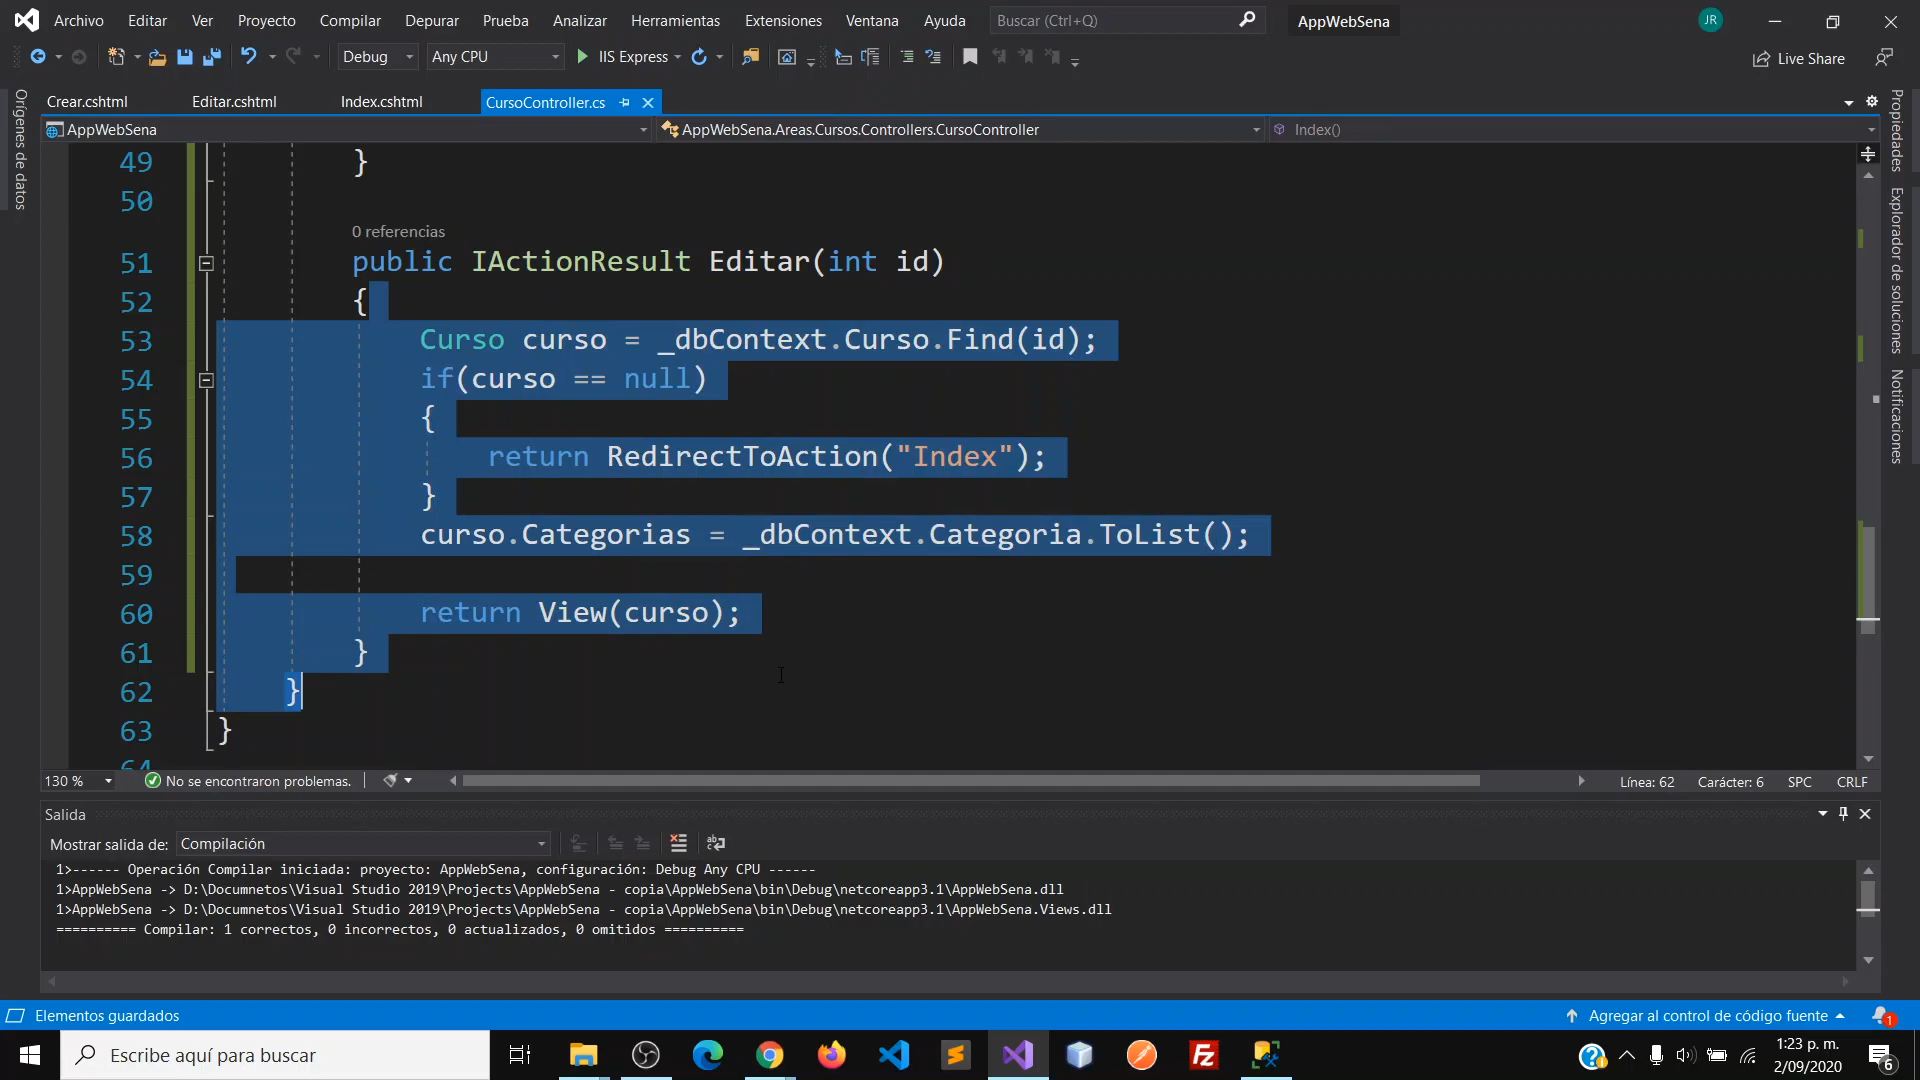 Archivo Editar Ver Proyecto Compilar Depurar Prueba Analizar Herramientas Extensiones Ventana Ayuda Buscar (Ctrl+Q) AppWebSena JR
Debug Any CPU IIS Express Live Share
Crear.cshtml Editar.cshtml Index.cshtml CursoController.cs
AppWebSena AppWebSena.Areas.Cursos.Controllers.CursoController Index()
Orígenes de datos
Propiedades
Explorador de soluciones
Notificaciones
49 }
50
0 referencias
51 public IActionResult Editar(int id)
52 {
53 Curso curso = _dbContext.Curso.Find(id);
54 if(curso == null)
55 {
56 return RedirectToAction("Index");
57 }
58 curso.Categorias = _dbContext.Categoria.ToList();
59
60 return View(curso);
61 }
62 }
63 }
64
130 % No se encontraron problemas. Línea: 62 Carácter: 6 SPC CRLF
Salida
Mostrar salida de: Compilación
1>------ Operación Compilar iniciada: proyecto: AppWebSena, configuración: Debug Any CPU ------
1>AppWebSena -> D:\Documnetos\Visual Studio 2019\Projects\AppWebSena - copia\AppWebSena\bin\Debug\netcoreapp3.1\AppWebSena.dll
1>AppWebSena -> D:\Documnetos\Visual Studio 2019\Projects\AppWebSena - copia\AppWebSena\bin\Debug\netcoreapp3.1\AppWebSena.Views.dll
========== Compilar: 1 correctos, 0 incorrectos, 0 actualizados, 0 omitidos ==========
Elementos guardados Agregar al control de código fuente 1
Escribe aquí para buscar
1:23 p. m.
2/09/2020
6